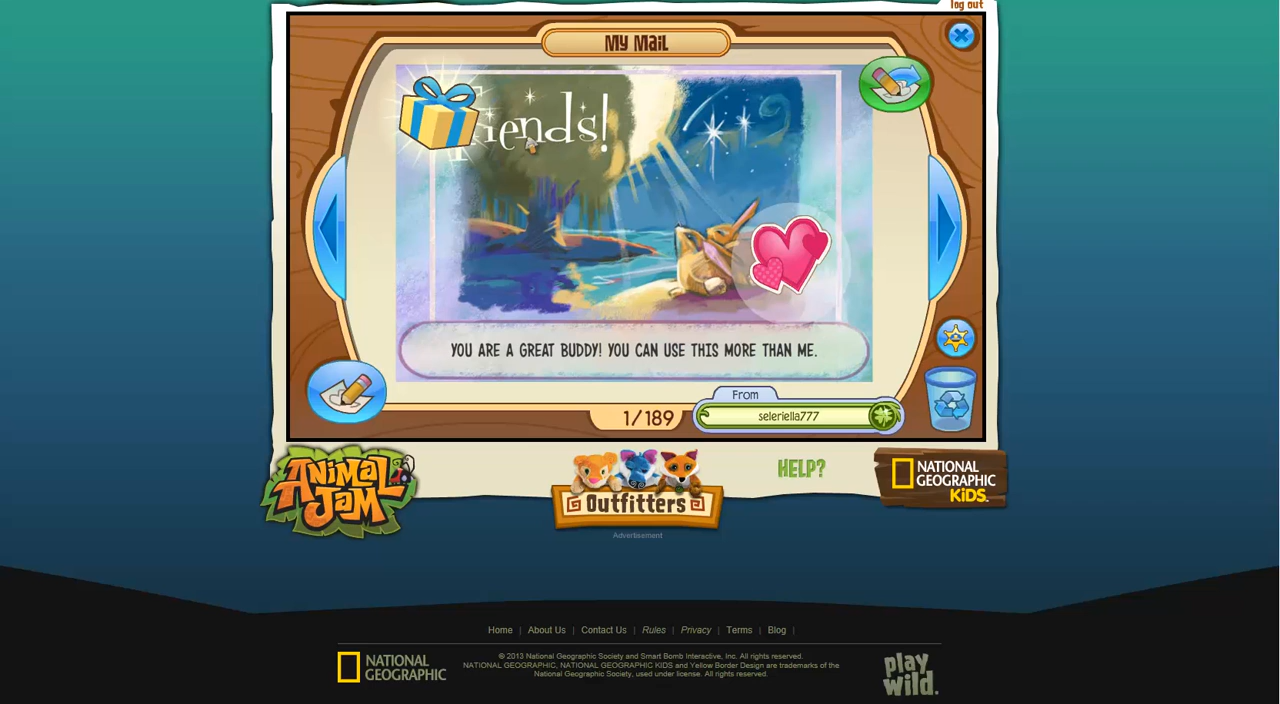 log out
My Mail
iends!
YOU ARE A GREAT BUDDY! YOU CAN USE THIS MORE THAN ME.
From
1/189
seleriella777
ANIMAL JAM
Outfitters
HELP?
NATIONAL GEOGRAPHIC KiDS.
Advertisement
Home | About Us | Contact Us | Rules | Privacy | Terms | Blog |
NATIONAL GEOGRAPHIC
© 2013 National Geographic Society and Smart Bomb Interactive, Inc. All rights reserved.
NATIONAL GEOGRAPHIC, NATIONAL GEOGRAPHIC KIDS and Yellow Border Design are trademarks of the
National Geographic Society, used under license. All rights reserved.
play wild.